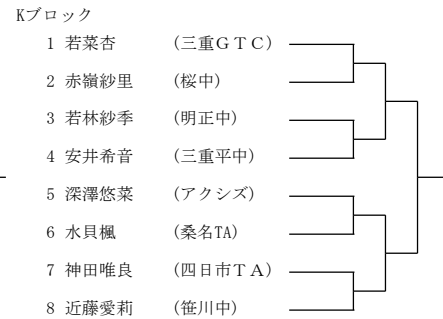 Kブロック
1 若菜杏 (三重GTC)
2 赤嶺紗里 (桜中)
3 若林紗季 (明正中)
4 安井希音 (三重平中)
5 深澤悠菜 (アクシズ)
6 水貝楓 (桑名TA)
7 神田唯良 (四日市TA)
8 近藤愛莉 (笹川中)